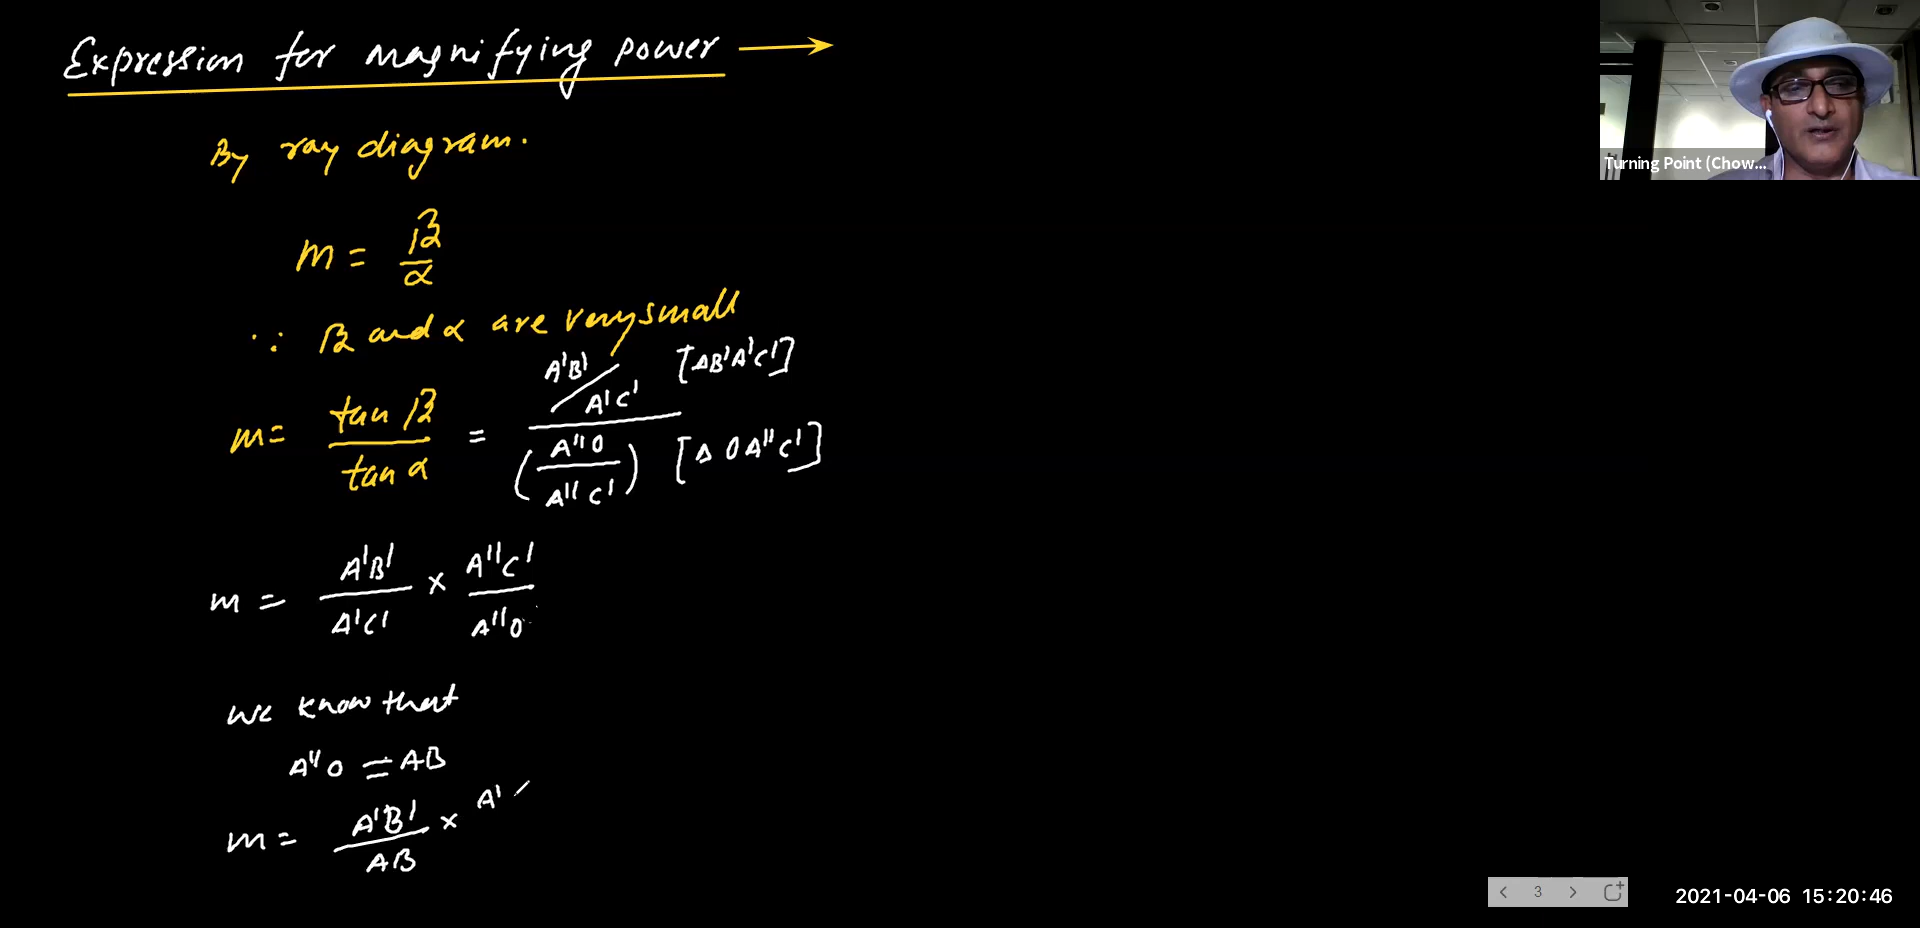 Expression for magnifying power →
By ray diagram.
m = β/α
∵ β and α are very small
m = tan β / tan α = (A'B' / A'C') / (A''O / A''C') [ΔB'A'C'] [Δ OA''C']
m = A'B' / A'C' × A''C' / A''O
we know that
A''O = AB
m = A'B' / AB × A'
Turning Point (Chow...
3
2021-04-06 15:20:46